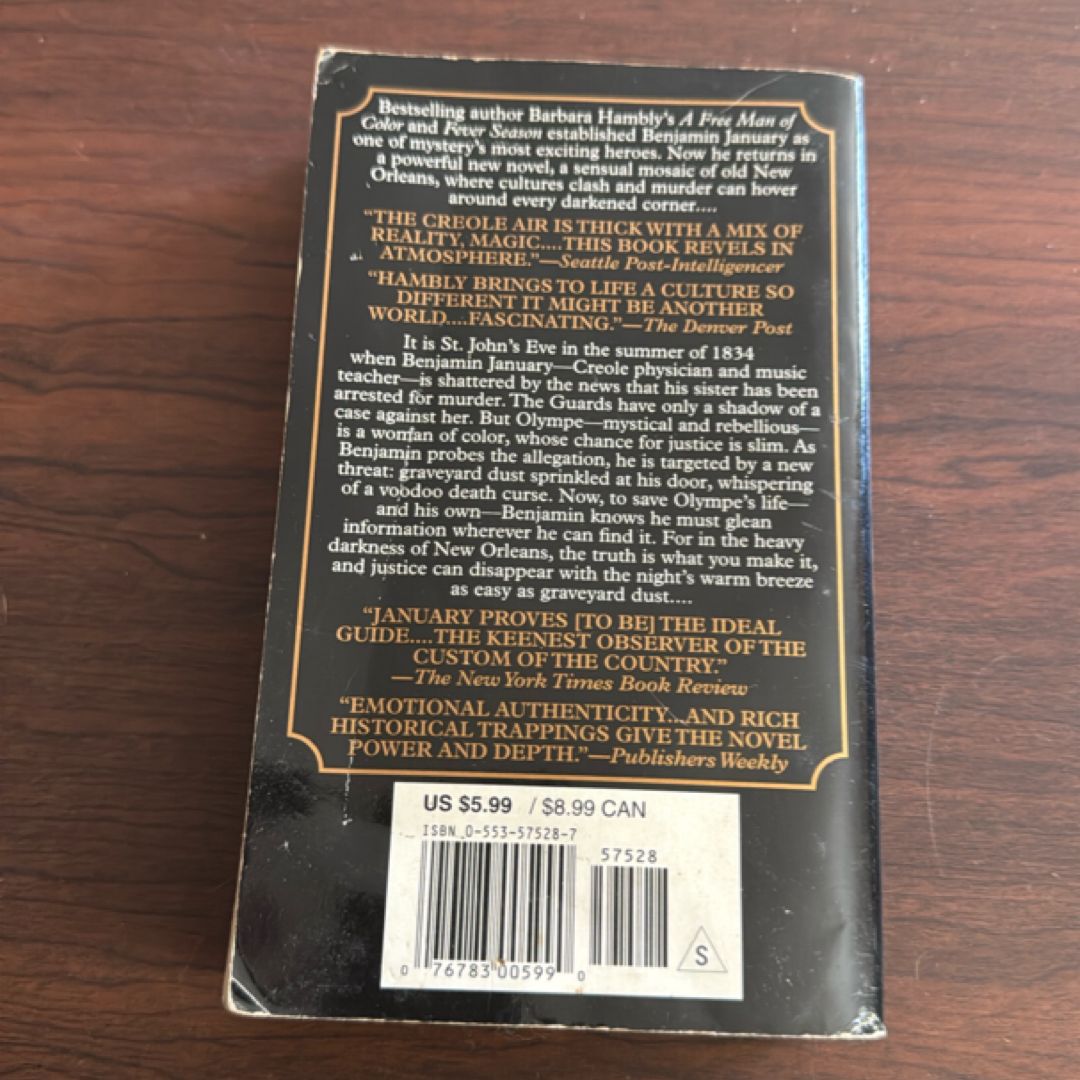 Bestselling author Barbara Hambly's A Free Man of
Color and Fever Season established Benjamin January as
one of mystery's most exciting heroes. Now he returns in
a powerful new novel, a sensual mosaic of old New
Orleans, where cultures clash and murder can hover
around every darkened corner....
"THE CREOLE AIR IS THICK WITH A MIX OF
REALITY, MAGIC....THIS BOOK REVELS IN
ATMOSPHERE."—Seattle Post-Intelligencer
"HAMBLY BRINGS TO LIFE A CULTURE SO
DIFFERENT IT MIGHT BE ANOTHER
WORLD....FASCINATING."—The Denver Post
It is St. John's Eve in the summer of 1834
when Benjamin January—Creole physician and music
teacher—is shattered by the news that his sister has been
arrested for murder. The Guards have only a shadow of a
case against her. But Olympe—mystical and rebellious—
is a woman of color, whose chance for justice is slim. As
Benjamin probes the allegation, he is targeted by a new
threat: graveyard dust sprinkled at his door, whispering
of a voodoo death curse. Now, to save Olympe's life—
and his own—Benjamin knows he must glean
information wherever he can find it. For in the heavy
darkness of New Orleans, the truth is what you make it,
and justice can disappear with the night's warm breeze
as easy as graveyard dust....
"JANUARY PROVES [TO BE] THE IDEAL
GUIDE....THE KEENEST OBSERVER OF THE
CUSTOM OF THE COUNTRY."
—The New York Times Book Review
"EMOTIONAL AUTHENTICITY...AND RICH
HISTORICAL TRAPPINGS GIVE THE NOVEL
POWER AND DEPTH."—Publishers Weekly
US $5.99 / $8.99 CAN
ISBN 0-553-57528-7
57528
0 76783 00599 0
S